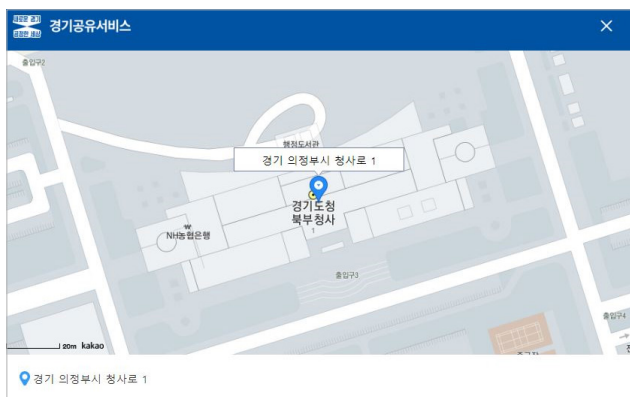 새로운 경기
공정한 세상
경기공유서비스
출입구2
행정도서관
경기 의정부시 청사로 1
경기도청
북부청사
1
NH농협은행
출입구3
출입구4
20m kakao
경기 의정부시 청사로 1